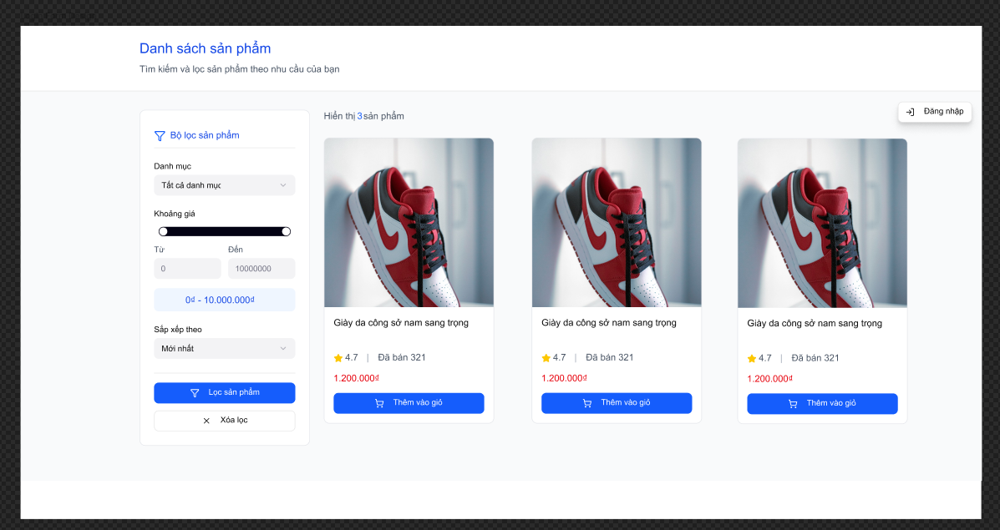 Danh sách sản phẩm
Tìm kiếm và lọc sản phẩm theo nhu cầu của bạn
Đăng nhập
Bộ lọc sản phẩm
Danh mục
Tất cả danh mục
Khoảng giá
Từ
Đến
0
10000000
0₫ - 10.000.000₫
Sắp xếp theo
Mới nhất
Lọc sản phẩm
Xóa lọc
Hiển thị 3 sản phẩm
Giày da công sở nam sang trọng
4.7 | Đã bán 321
1.200.000₫
Thêm vào giỏ
Giày da công sở nam sang trọng
4.7 | Đã bán 321
1.200.000₫
Thêm vào giỏ
Giày da công sở nam sang trọng
4.7 | Đã bán 321
1.200.000₫
Thêm vào giỏ